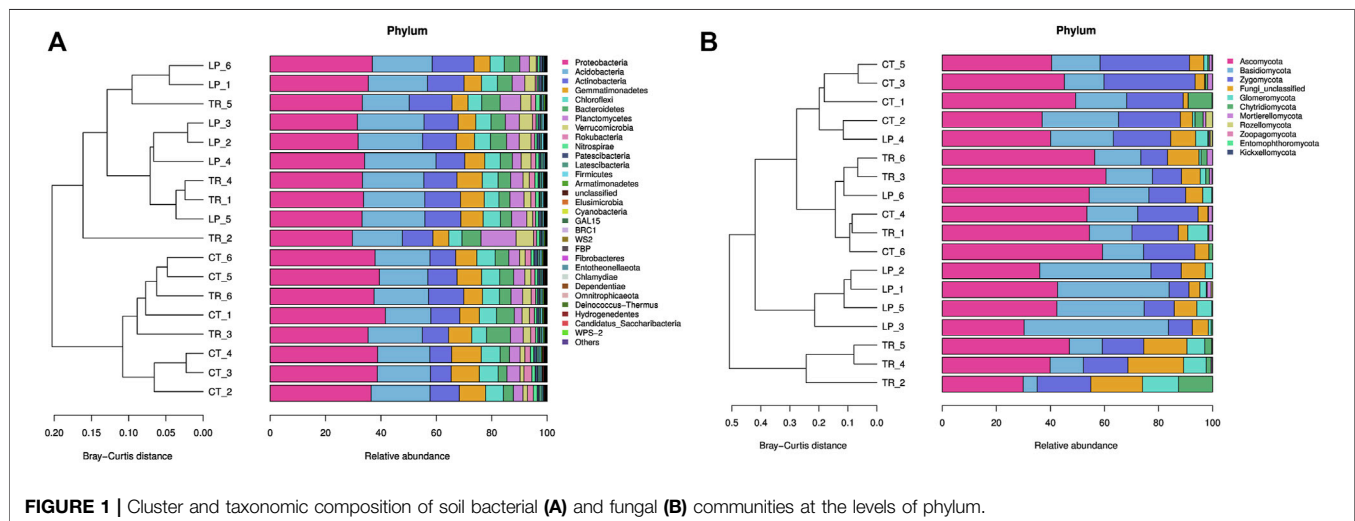 A
Phylum
LP_6
LP_1
TR_5
LP_3
LP_2
LP_4
TR_4
TR_1
LP_5
TR_2
CT_6
CT_5
TR_6
CT_1
TR_3
CT_4
CT_3
CT_2
0.20 0.15 0.10 0.05 0.00
Bray−Curtis distance
0 20 40 60 80 100
Relative abundance
Proteobacteria
Acidobacteria
Actinobacteria
Gemmatimonadetes
Chloroflexi
Bacteroidetes
Planctomycetes
Verrucomicrobia
Rokubacteria
Nitrospirae
Patescibacteria
Latescibacteria
Firmicutes
Armatimonadetes
unclassified
Elusimicrobia
Cyanobacteria
GAL15
BRC1
WS2
FBP
Fibrobacteres
Entotheonellaeota
Chlamydiae
Dependentiae
Omnitrophicaeota
Deinococcus−Thermus
Hydrogenedentes
Candidatus_Saccharibacteria
WPS−2
Others
B
Phylum
CT_5
CT_3
CT_1
CT_2
LP_4
TR_6
TR_3
LP_6
CT_4
TR_1
CT_6
LP_2
LP_1
LP_5
LP_3
TR_5
TR_4
TR_2
0.5 0.4 0.3 0.2 0.1 0.0
Bray−Curtis distance
0 20 40 60 80 100
Relative abundance
Ascomycota
Basidiomycota
Zygomycota
Fungi_unclassified
Glomeromycota
Chytridiomycota
Mortierellomycota
Rozellomycota
Zoopagomycota
Entomophthoromycota
Kickxellomycota
FIGURE 1 | Cluster and taxonomic composition of soil bacterial (A) and fungal (B) communities at the levels of phylum.